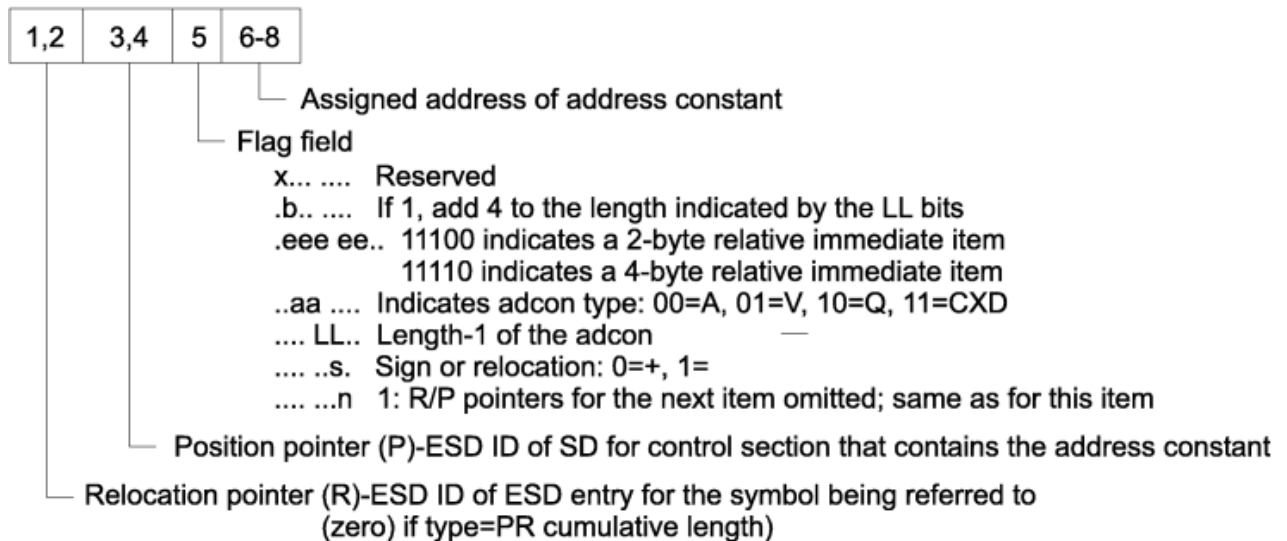 1,2 3,4 5 6-8
Assigned address of address constant
Flag field
x... .... Reserved
.b.. .... If 1, add 4 to the length indicated by the LL bits
.eee ee.. 11100 indicates a 2-byte relative immediate item
11110 indicates a 4-byte relative immediate item
..aa .... Indicates adcon type: 00=A, 01=V, 10=Q, 11=CXD
.... LL.. Length-1 of the adcon —
.... ..s. Sign or relocation: 0=+, 1=
.... ...n 1: R/P pointers for the next item omitted; same as for this item
Position pointer (P)-ESD ID of SD for control section that contains the address constant
Relocation pointer (R)-ESD ID of ESD entry for the symbol being referred to
(zero) if type=PR cumulative length)